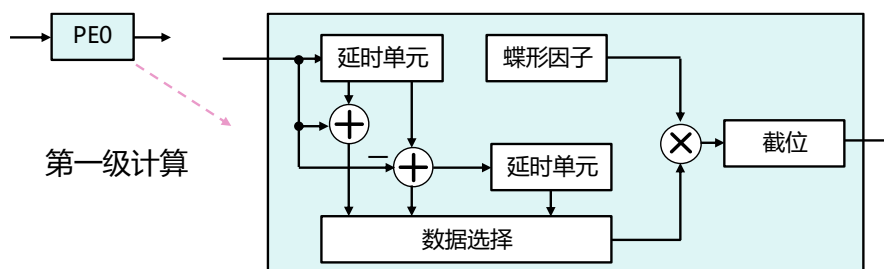 PE0
延时单元
蝶形因子
截位
第一级计算
延时单元
数据选择